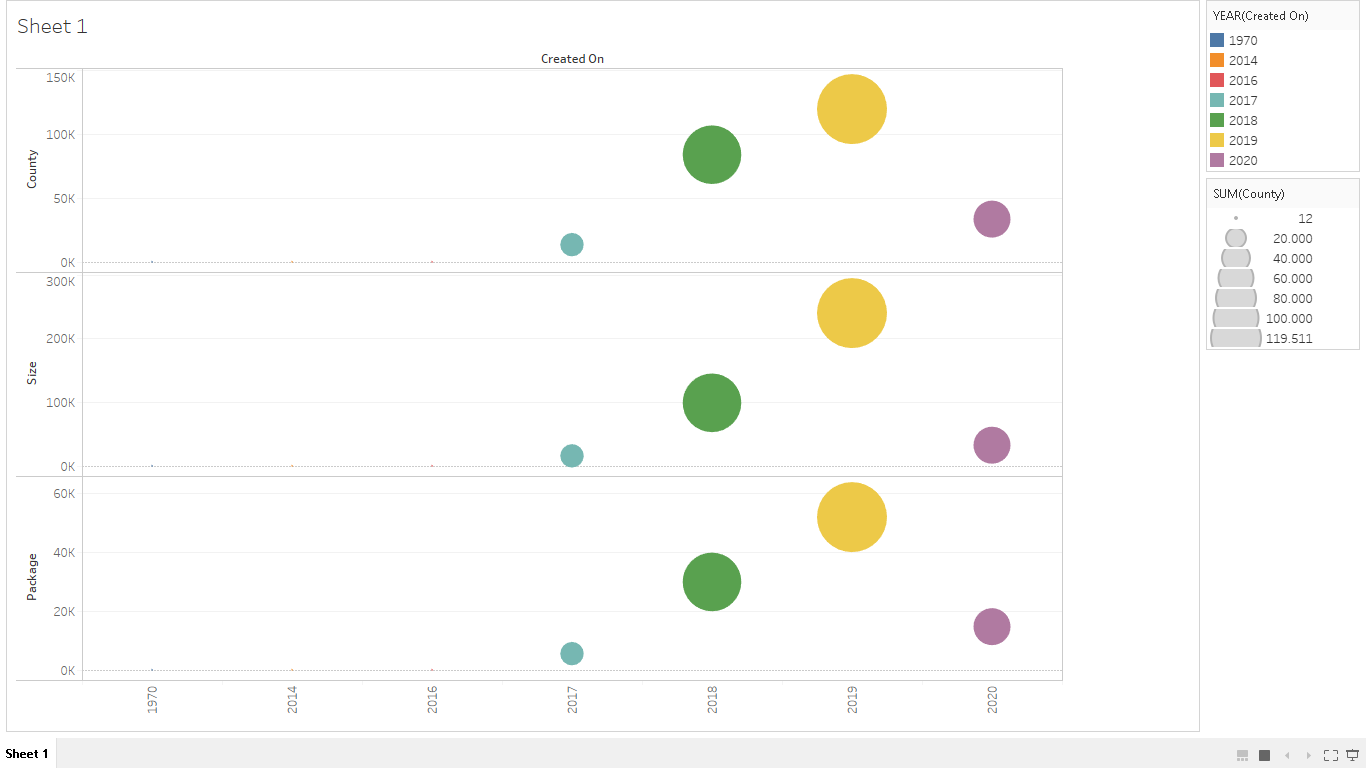 Sheet 1
Created On
County
150K
100K
50K
0K
Size
300K
200K
100K
0K
Package
60K
40K
20K
0K
1970
2014
2016
2017
2018
2019
2020
YEAR(Created On)
1970
2014
2016
2017
2018
2019
2020
SUM(County)
12
20.000
40.000
60.000
80.000
100.000
119.511
Sheet 1